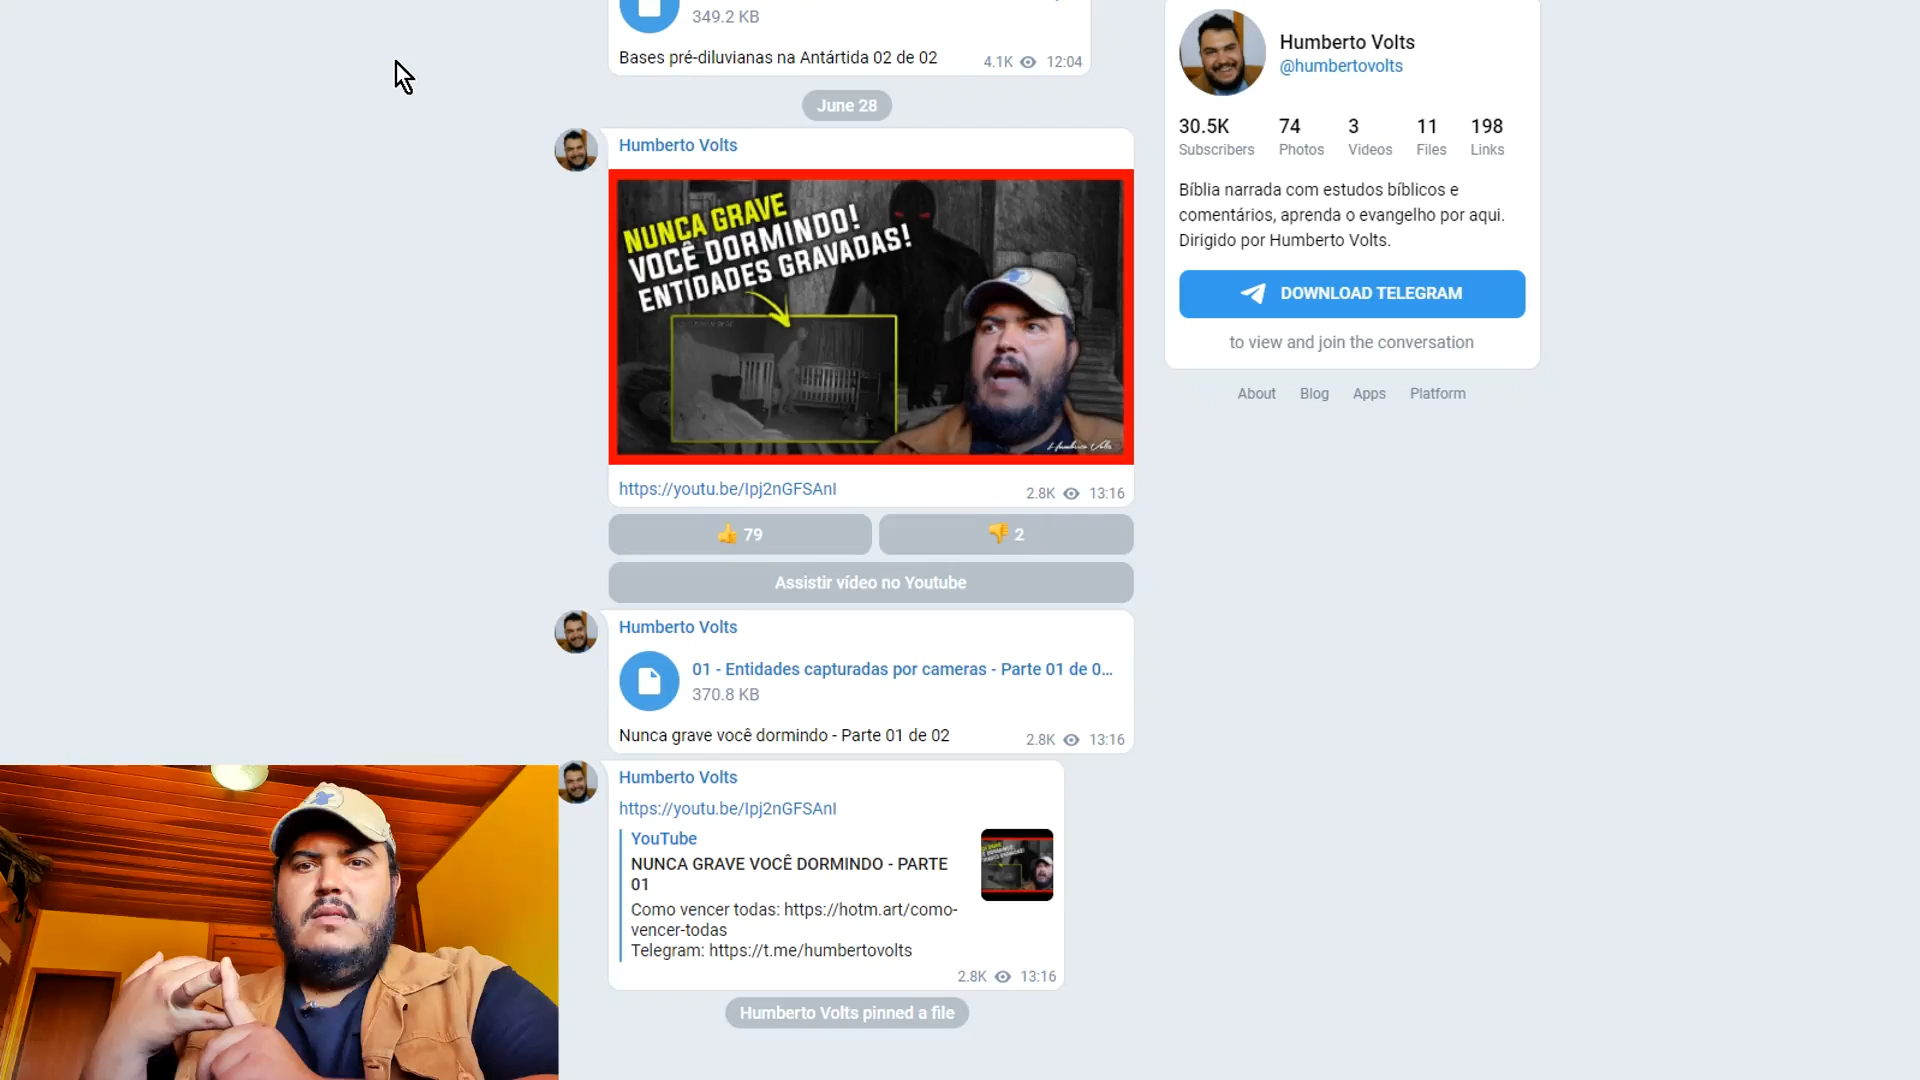 349.2 KB
Bases pré-diluvianas na Antártida 02 de 02
4.1K 12:04
June 28
Humberto Volts
NUNCA GRAVE
VOCÊ DORMINDO!
ENTIDADES GRAVADAS!
Humberto Volts
https://youtu.be/Ipj2nGFSAnI
2.8K 13:16
👍 79
👎 2
Assistir vídeo no Youtube
Humberto Volts
01 - Entidades capturadas por cameras - Parte 01 de 0...
370.8 KB
Nunca grave você dormindo - Parte 01 de 02
2.8K 13:16
Humberto Volts
https://youtu.be/Ipj2nGFSAnI
YouTube
NUNCA GRAVE VOCÊ DORMINDO - PARTE
01
Como vencer todas: https://hotm.art/como-
vencer-todas
Telegram: https://t.me/humbertovolts
2.8K 13:16
Humberto Volts pinned a file
Humberto Volts
@humbertovolts
30.5K 74 3 11 198
Subscribers Photos Videos Files Links
Bíblia narrada com estudos bíblicos e
comentários, aprenda o evangelho por aqui.
Dirigido por Humberto Volts.
DOWNLOAD TELEGRAM
to view and join the conversation
About Blog Apps Platform